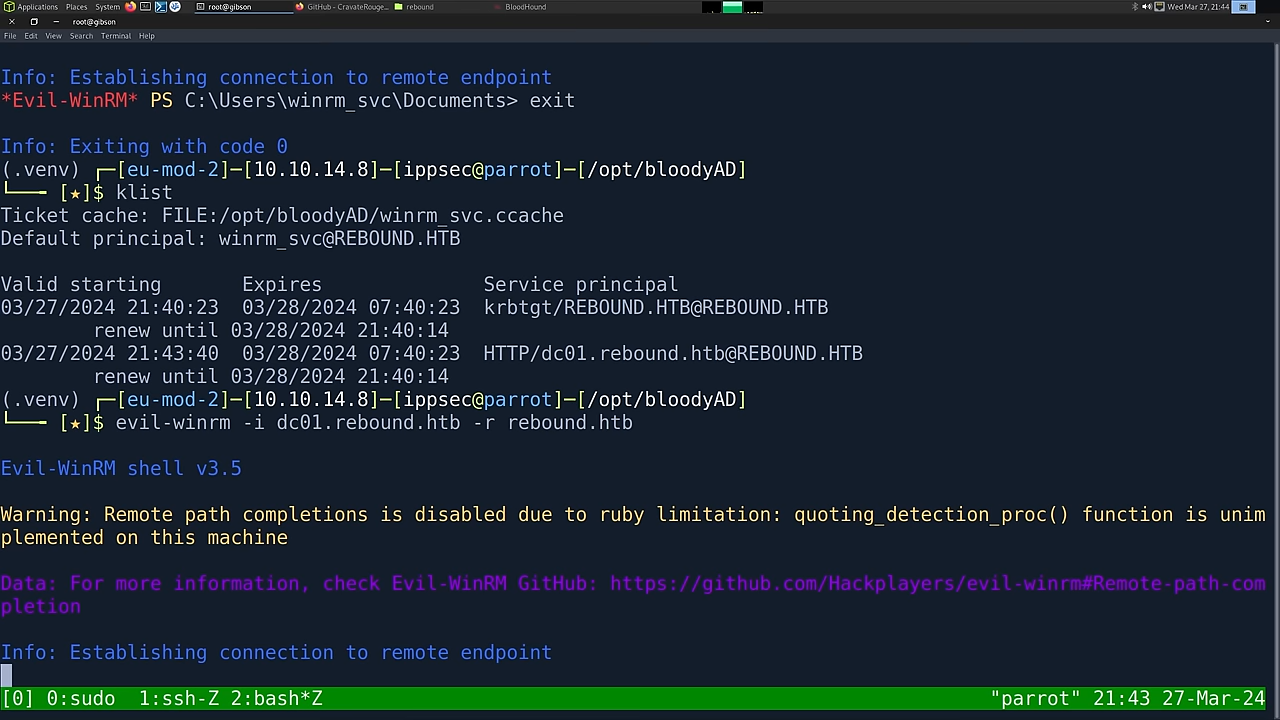 Applications Places System root@gibson GitHub - CravateRouge... rebound BloodHound Wed Mar 27, 21:44
root@gibson
File Edit View Search Terminal Help
Info: Establishing connection to remote endpoint
*Evil-WinRM* PS C:\Users\winrm_svc\Documents> exit
Info: Exiting with code 0
(.venv) ┌─[eu-mod-2]─[10.10.14.8]─[ippsec@parrot]─[/opt/bloodyAD]
└──╼ [★]$ klist
Ticket cache: FILE:/opt/bloodyAD/winrm_svc.ccache
Default principal: winrm_svc@REBOUND.HTB
Valid starting       Expires              Service principal
03/27/2024 21:40:23  03/28/2024 07:40:23  krbtgt/REBOUND.HTB@REBOUND.HTB
        renew until 03/28/2024 21:40:14
03/27/2024 21:43:40  03/28/2024 07:40:23  HTTP/dc01.rebound.htb@REBOUND.HTB
        renew until 03/28/2024 21:40:14
(.venv) ┌─[eu-mod-2]─[10.10.14.8]─[ippsec@parrot]─[/opt/bloodyAD]
└──╼ [★]$ evil-winrm -i dc01.rebound.htb -r rebound.htb
Evil-WinRM shell v3.5
Warning: Remote path completions is disabled due to ruby limitation: quoting_detection_proc() function is unim
plemented on this machine
Data: For more information, check Evil-WinRM GitHub: https://github.com/Hackplayers/evil-winrm#Remote-path-com
pletion
Info: Establishing connection to remote endpoint
[0] 0:sudo  1:ssh-Z 2:bash*Z "parrot" 21:43 27-Mar-24